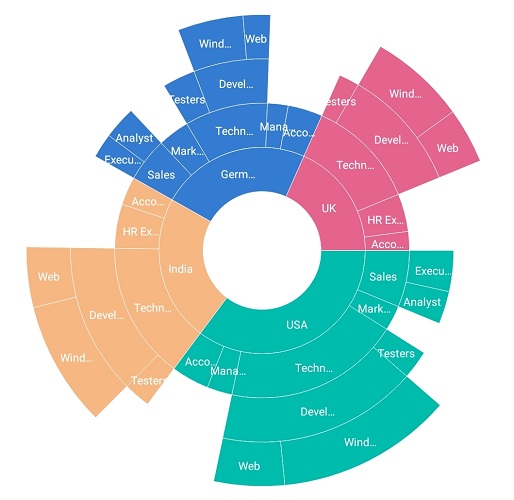 Wind…
Web
Testers
Devel…
Analyst
Execu…
Sales
Mark…
Techn…
Mana
Acco…
Germ…
esters
Wind…
Devel…
Web
Techn…
UK
HR Ex…
Acco…
Acco…
HR Ex…
India
Web
Devel…
Techn…
Wind…
Testers
Sales
Execu…
Analyst
Mark…
USA
Testers
Acco…
Mana…
Techn…
Devel…
Wind…
Web